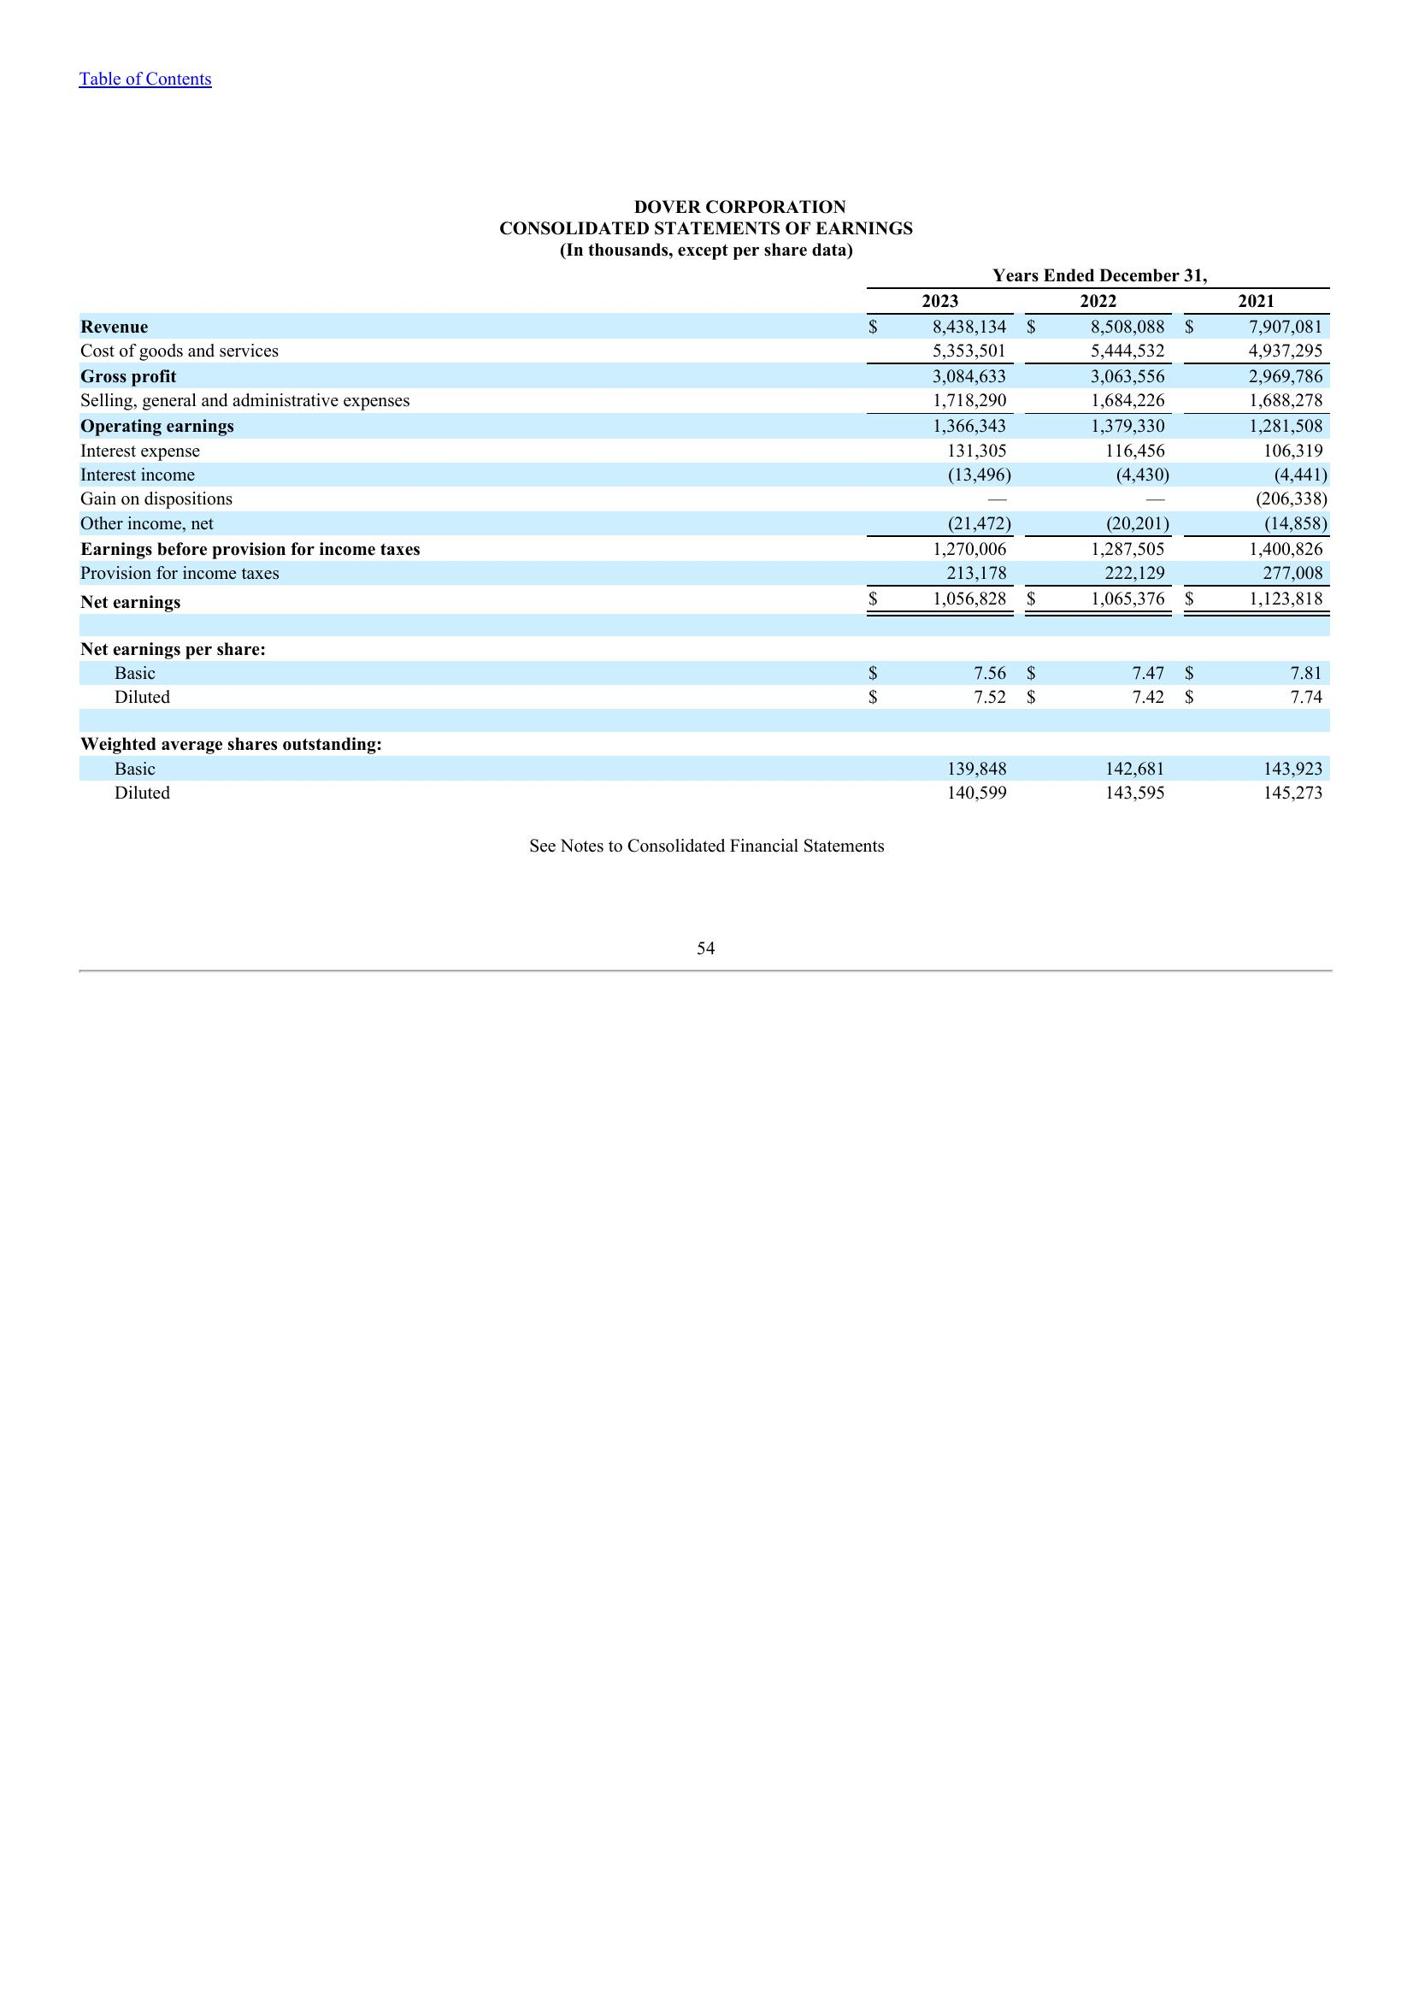 Table of Contents
DOVER CORPORATION
CONSOLIDATED STATEMENTS OF EARNINGS
(In thousands, except per share data)
Years Ended December 31,
2023 2022 2021
Revenue $ 8,438,134 $ 8,508,088 $ 7,907,081
Cost of goods and services 5,353,501 5,444,532 4,937,295
Gross profit 3,084,633 3,063,556 2,969,786
Selling, general and administrative expenses 1,718,290 1,684,226 1,688,278
Operating earnings 1,366,343 1,379,330 1,281,508
Interest expense 131,305 116,456 106,319
Interest income (13,496) (4,430) (4,441)
Gain on dispositions — — (206,338)
Other income, net (21,472) (20,201) (14,858)
Earnings before provision for income taxes 1,270,006 1,287,505 1,400,826
Provision for income taxes 213,178 222,129 277,008
Net earnings $ 1,056,828 $ 1,065,376 $ 1,123,818
Net earnings per share:
Basic $ 7.56 $ 7.47 $ 7.81
Diluted $ 7.52 $ 7.42 $ 7.74
Weighted average shares outstanding:
Basic 139,848 142,681 143,923
Diluted 140,599 143,595 145,273
See Notes to Consolidated Financial Statements
54